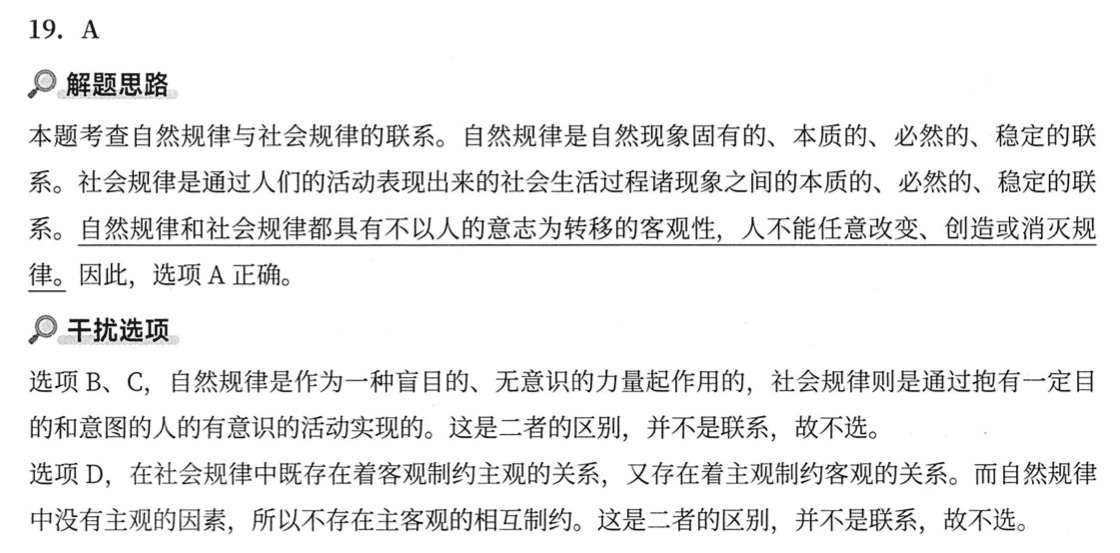 19. A
解题思路
本题考查自然规律与社会规律的联系。自然规律是自然现象固有的、本质的、必然的、稳定的联
系。社会规律是通过人们的活动表现出来的社会生活过程诸现象之间的本质的、必然的、稳定的联
系。自然规律和社会规律都具有不以人的意志为转移的客观性，人不能任意改变、创造或消灭规
律。因此，选项 A 正确。
干扰选项
选项 B、C，自然规律是作为一种盲目的、无意识的力量起作用的，社会规律则是通过抱有一定目
的和意图的人的有意识的活动实现的。这是二者的区别，并不是联系，故不选。
选项 D，在社会规律中既存在着客观制约主观的关系，又存在着主观制约客观的关系。而自然规律
中没有主观的因素，所以不存在主客观的相互制约。这是二者的区别，并不是联系，故不选。